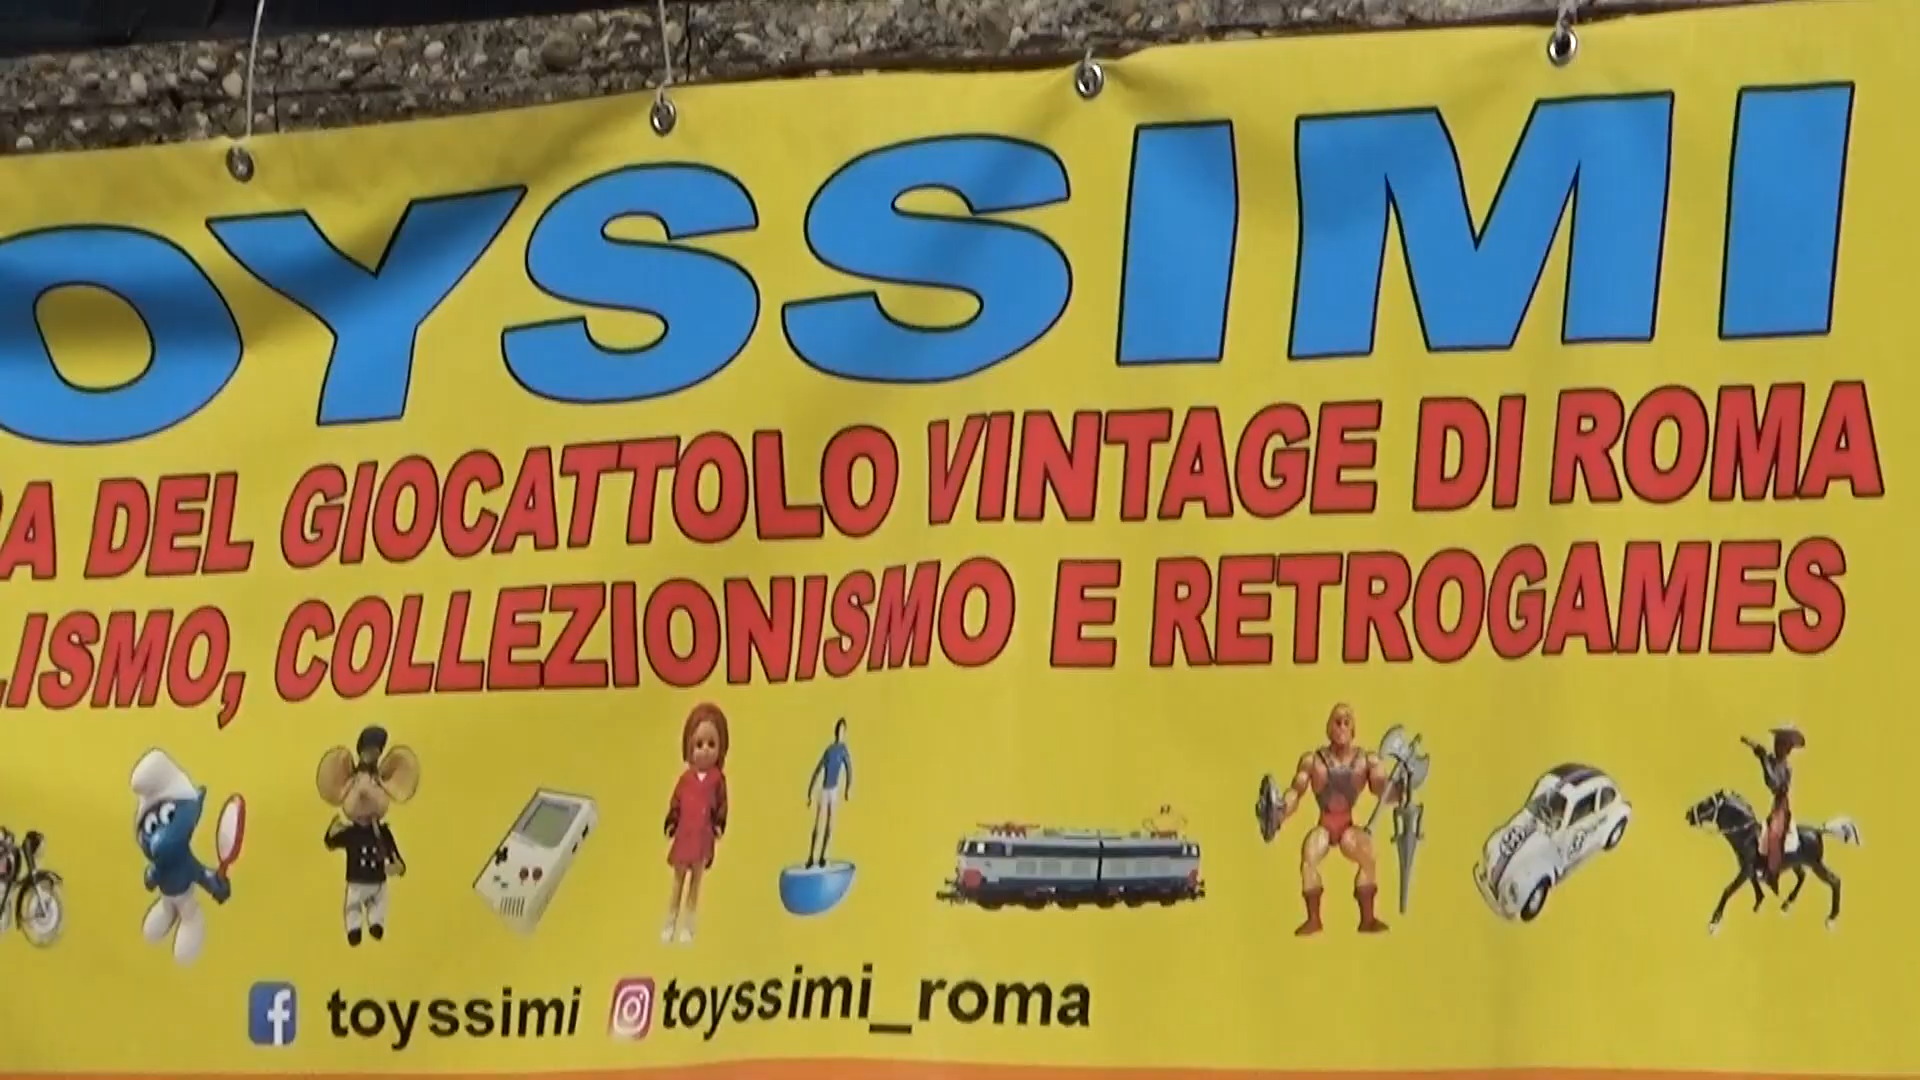 OYSSIMI
A DEL GIOCATTOLO VINTAGE DI ROMA
LISMO, COLLEZIONISMO E RETROGAMES
toyssimi toyssimi_roma